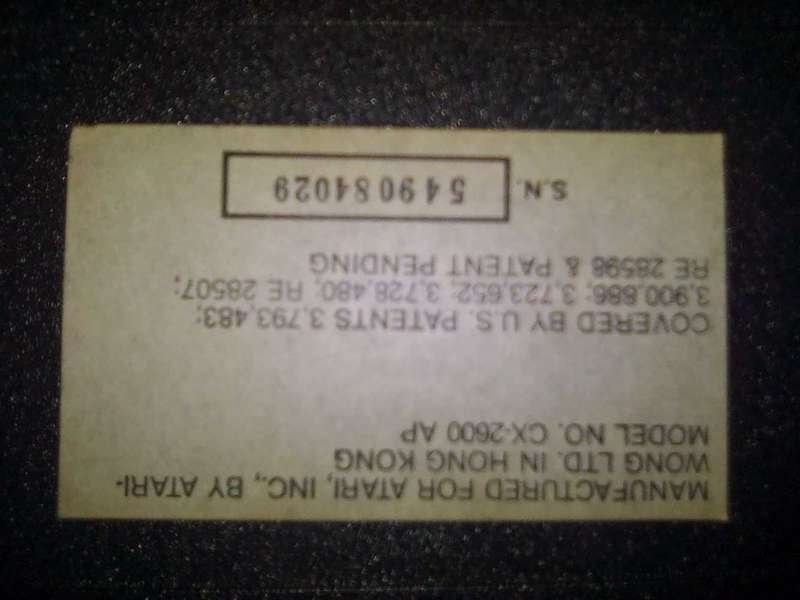 MANUFACTURED FOR ATARI, INC., BY ATARI-
WONG LTD. IN HONG KONG
MODEL NO. CX-2600 AP
COVERED BY U.S. PATENTS 3,793,483;
3,900,886; 3,723,652; 3,728,480; RE 28507;
RE 28598 & PATENT PENDING
S.N. 549084029